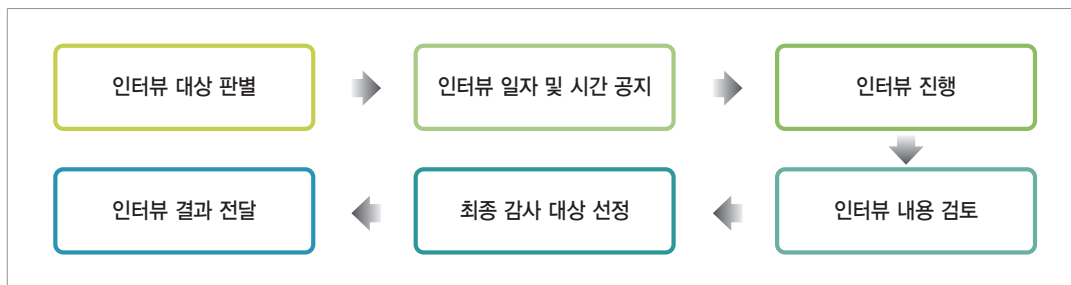 인터뷰 대상 판별
인터뷰 일자 및 시간 공지
인터뷰 진행
인터뷰 내용 검토
최종 감사 대상 선정
인터뷰 결과 전달